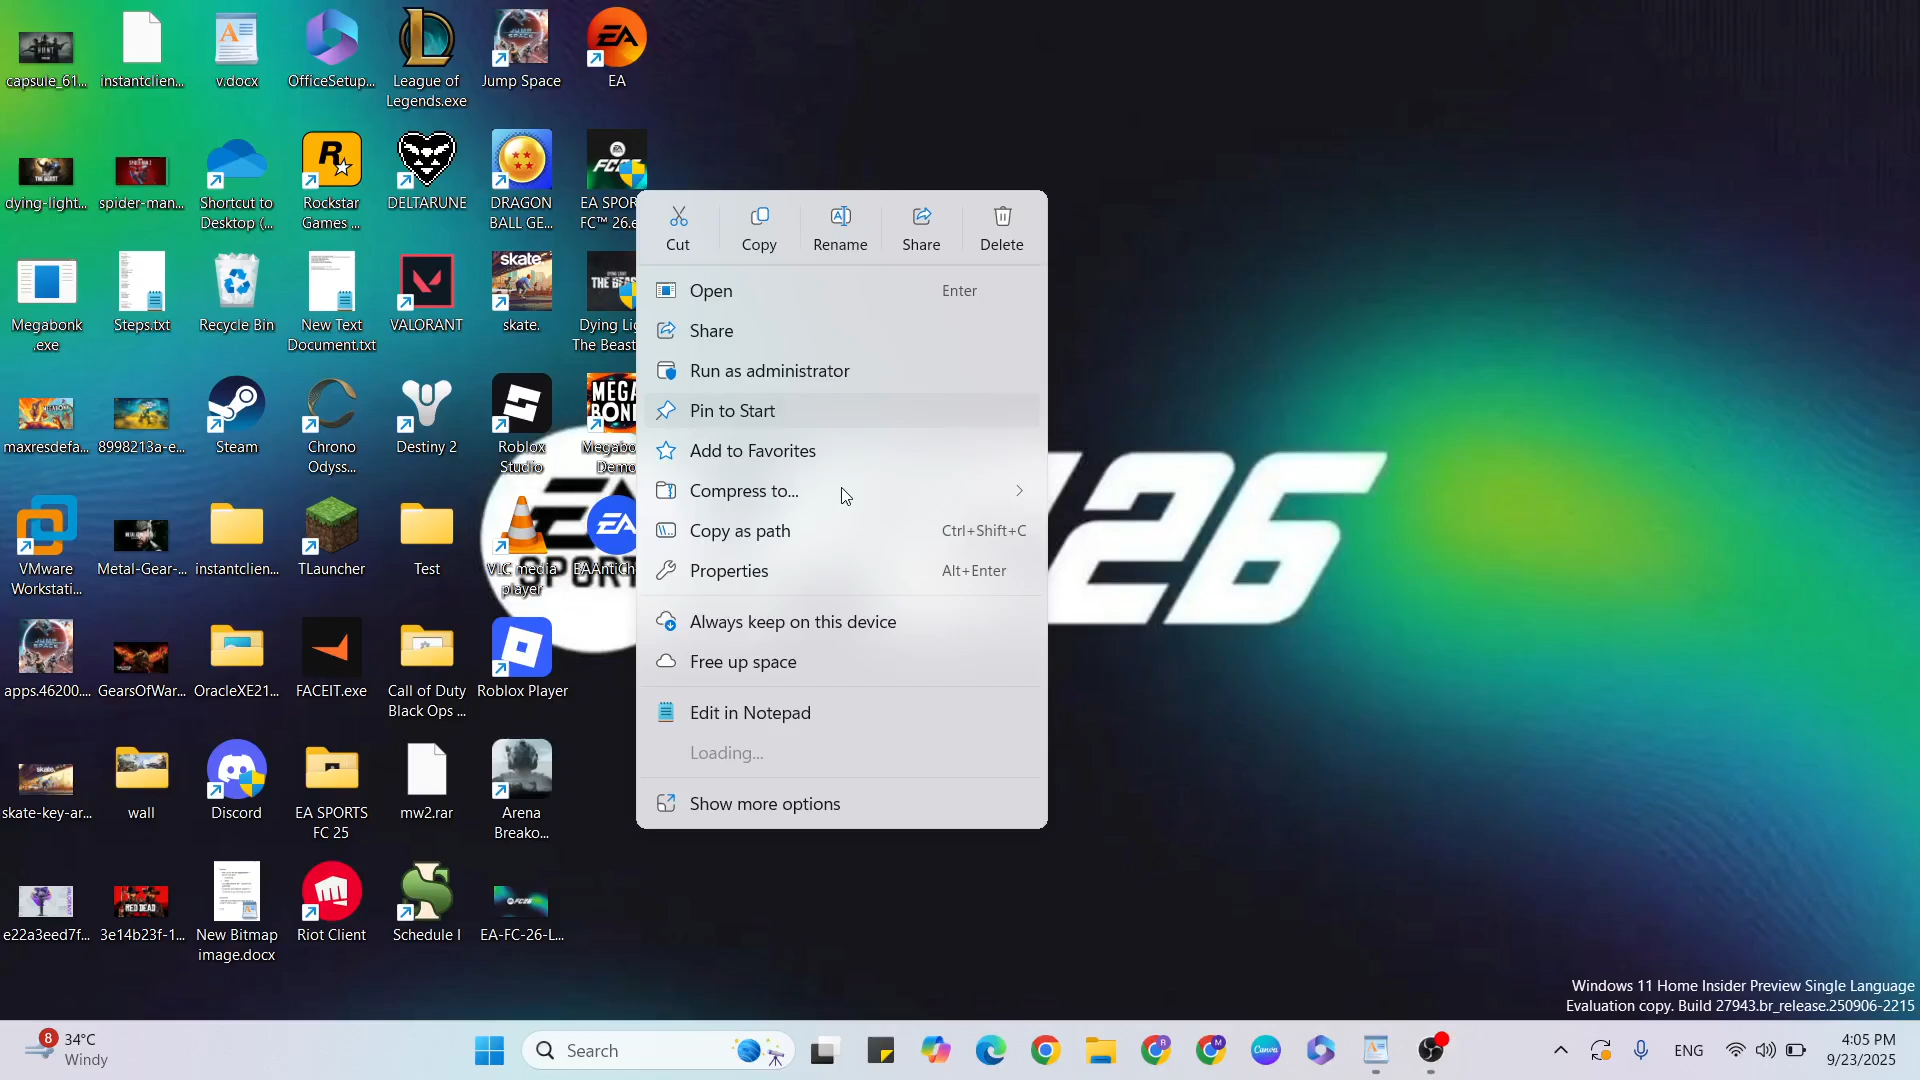 capsule_61...
instantclien...
v.docx
OfficeSetup...
League of
Legends.exe
Jump Space
EA
dying-light...
spider-man...
Shortcut to
Desktop (...
Rockstar
Games ...
DELTARUNE
DRAGON
BALL GE...
EA SPOR
FC™ 26.e
Megabonk
.exe
Steps.txt
Recycle Bin
New Text
Document.txt
VALORANT
skate.
Dying Li
The Beast
maxresdefa...
8998213a-e...
Steam
Chrono
Odyss...
Destiny 2
Roblox
Studio
Megabo
Demo
VMware
Workstati...
Metal-Gear-...
instantclien...
TLauncher
Test
VLC media
player
EAAntiCh
apps.46200....
GearsOfWar...
OracleXE21...
FACEIT.exe
Call of Duty
Black Ops ...
Roblox Player
skate-key-ar...
wall
Discord
EA SPORTS
FC 25
mw2.rar
Arena
Breako...
e22a3eed7f...
3e14b23f-1...
New Bitmap
image.docx
Riot Client
Schedule I
EA-FC-26-L...
Cut
Copy
Rename
Share
Delete
Open Enter
Share
Run as administrator
Pin to Start
Add to Favorites
Compress to...
Copy as path Ctrl+Shift+C
Properties Alt+Enter
Always keep on this device
Free up space
Edit in Notepad
Loading...
Show more options
SPORT
26
Windows 11 Home Insider Preview Single Language
Evaluation copy. Build 27943.br_release.250906-2215
8
34°C
Windy
Search
ENG
4:05 PM
9/23/2025